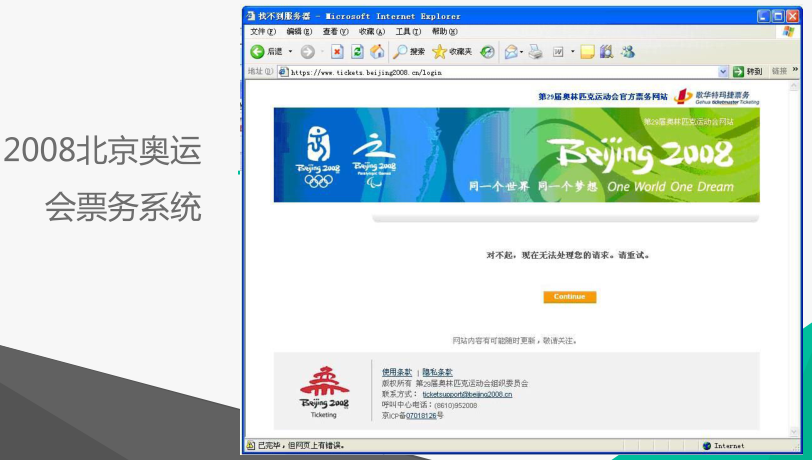 2008北京奥运
会票务系统
找不到服务器 - Microsoft Internet Explorer
文件(F) 编辑(E) 查看(V) 收藏(A) 工具(T) 帮助(H)
后退 搜索 收藏夹
地址(D) https://www.tickets.beijing2008.cn/login 转到 链接 »
第29届奥林匹克运动会官方票务网站 歌华特玛捷票务
Gehua ticketmaster Ticketing
第29届奥林匹克运动会网站
Beijing 2008 Beijing 2008 Beijing 2008
Paralympic Games
同一个世界 同一个梦想 One World One Dream
对不起，现在无法处理您的请求。请重试。
Continue
网站内容有可能随时更新，敬请关注。
使用条款 | 隐私条款
版权所有 第29届奥林匹克运动会组织委员会
联系方式： ticketsupport@beijing2008.cn
呼叫中心电话：(8610)952008
京ICP备07018126号
Beijing 2008
Ticketing
已完毕，但网页上有错误。 Internet